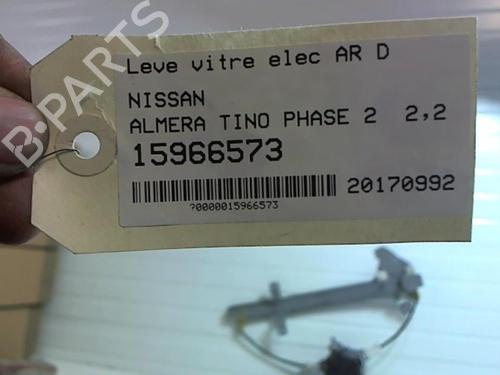 Leve vitre elec AR D
NISSAN
ALMERA TINO PHASE 2 2,2
15966573
20170992
?0000015966573
B-PARTS